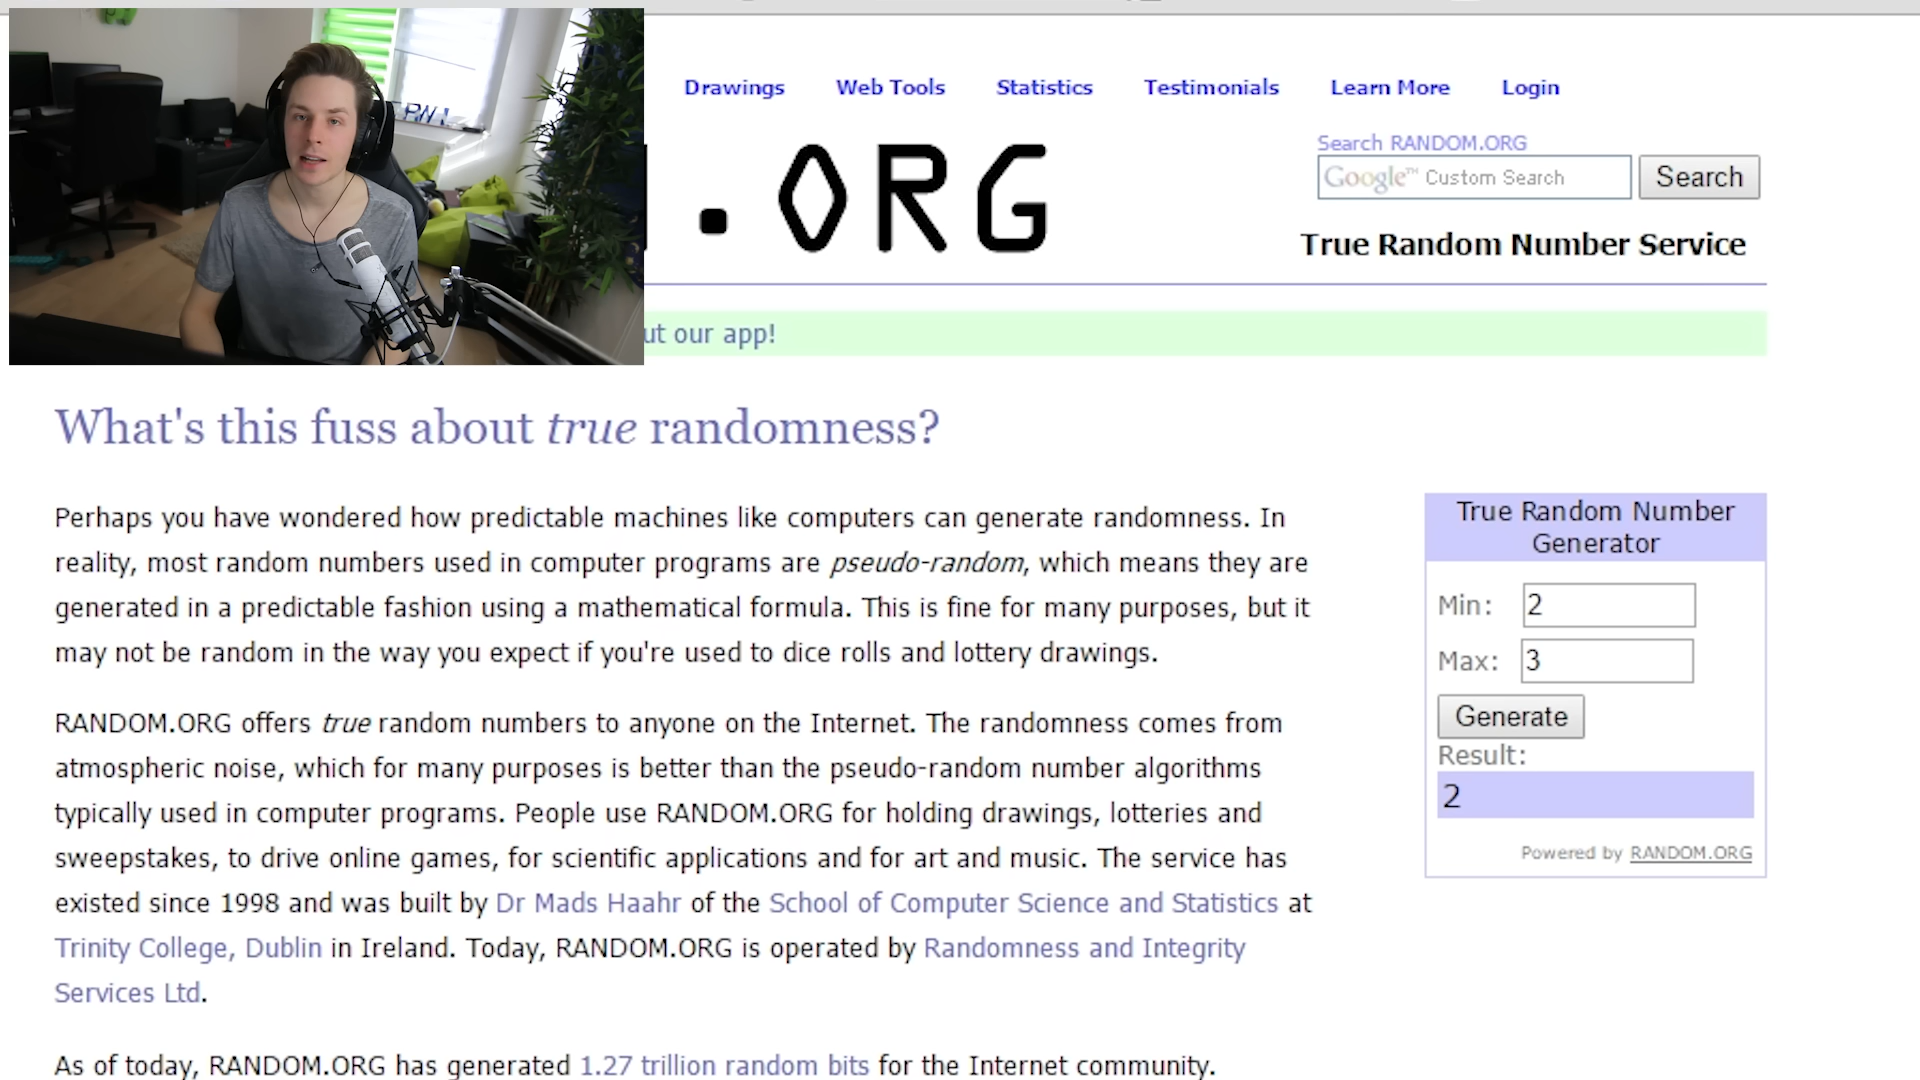 Drawings Web Tools Statistics Testimonials Learn More Login
Search RANDOM.ORG
Google™ Custom Search Search
.ORG
True Random Number Service
out our app!
What's this fuss about true randomness?
Perhaps you have wondered how predictable machines like computers can generate randomness. In
reality, most random numbers used in computer programs are pseudo-random, which means they are
generated in a predictable fashion using a mathematical formula. This is fine for many purposes, but it
may not be random in the way you expect if you're used to dice rolls and lottery drawings.
RANDOM.ORG offers true random numbers to anyone on the Internet. The randomness comes from
atmospheric noise, which for many purposes is better than the pseudo-random number algorithms
typically used in computer programs. People use RANDOM.ORG for holding drawings, lotteries and
sweepstakes, to drive online games, for scientific applications and for art and music. The service has
existed since 1998 and was built by Dr Mads Haahr of the School of Computer Science and Statistics at
Trinity College, Dublin in Ireland. Today, RANDOM.ORG is operated by Randomness and Integrity
Services Ltd.
As of today, RANDOM.ORG has generated 1.27 trillion random bits for the Internet community.
True Random Number
Generator
Min: 2
Max: 3
Generate
Result:
2
Powered by RANDOM.ORG